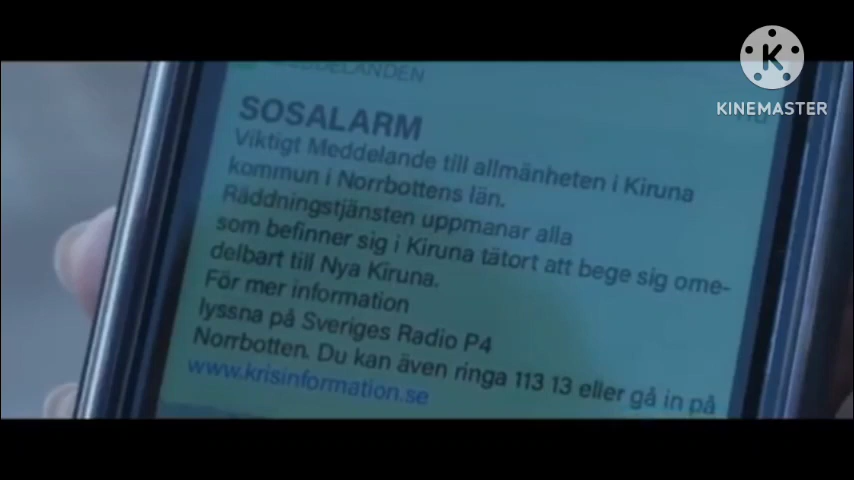 MEDDELANDEN
SOSALARM
Viktigt Meddelande till allmänheten i Kiruna
kommun i Norrbottens län.
Räddningstjänsten uppmanar alla
som befinner sig i Kiruna tätort att bege sig ome-
delbart till Nya Kiruna.
För mer information
lyssna på Sveriges Radio P4
Norrbotten. Du kan även ringa 113 13 eller gå in på
www.krisinformation.se
K
KINEMASTER